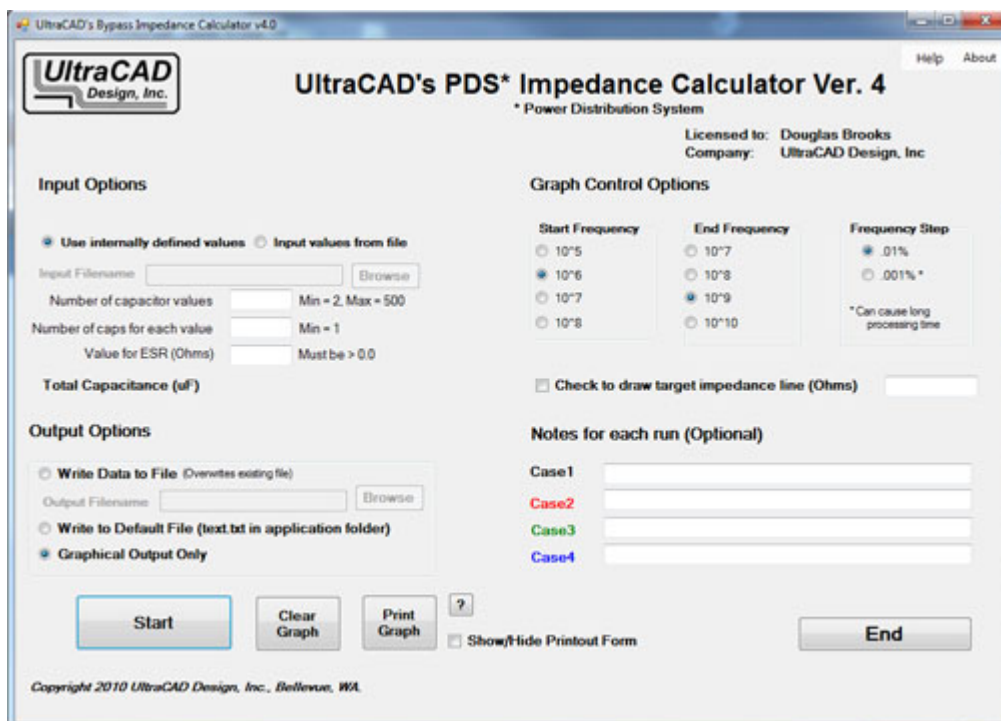 UltraCAD's Bypass Impedance Calculator v4.0
Help About
UltraCAD
Design, Inc.
UltraCAD's PDS* Impedance Calculator Ver. 4
* Power Distribution System
Licensed to: Douglas Brooks
Company: UltraCAD Design, Inc
Input Options
Use internally defined values Input values from file
Input Filename Browse
Number of capacitor values Min = 2, Max = 500
Number of caps for each value Min = 1
Value for ESR (Ohms) Must be > 0.0
Total Capacitance (uF)
Graph Control Options
Start Frequency
10^5
10^6
10^7
10^8
End Frequency
10^7
10^8
10^9
10^10
Frequency Step
.01%
.001% *
* Can cause long
processing time
Check to draw target impedance line (Ohms)
Output Options
Write Data to File (Overwrites existing file)
Output Filename Browse
Write to Default File (text.txt in application folder)
Graphical Output Only
Notes for each run (Optional)
Case1
Case2
Case3
Case4
Start
Clear
Graph
Print
Graph
?
Show/Hide Printout Form
End
Copyright 2010 UltraCAD Design, Inc., Bellevue, WA.